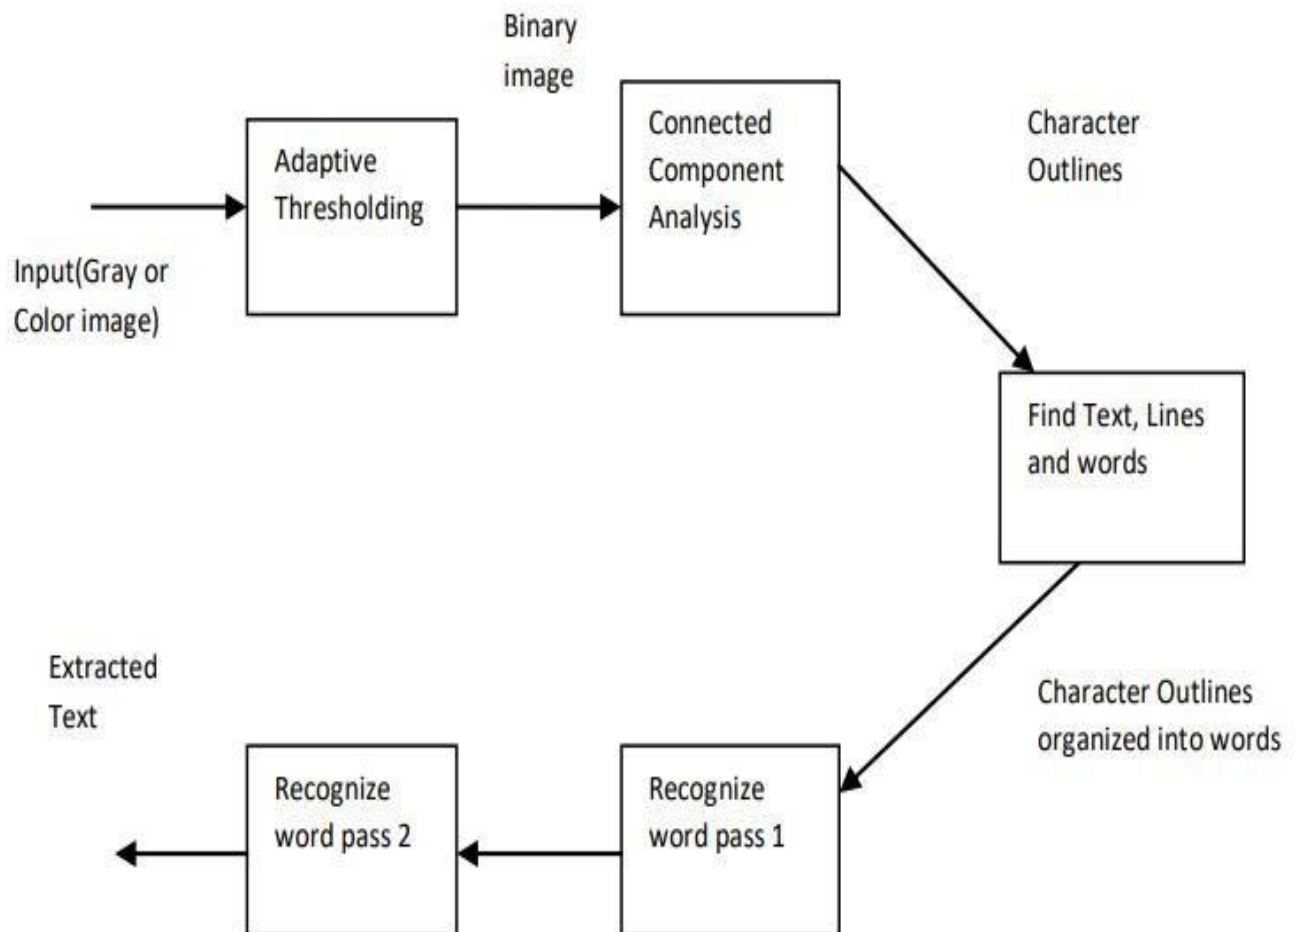 Binary
image
Connected
Component
Analysis
Character
Outlines
Adaptive
Thresholding
Input(Gray or
Color image)
Find Text, Lines
and words
Extracted
Text
Character Outlines
organized into words
Recognize
word pass 2
Recognize
word pass 1